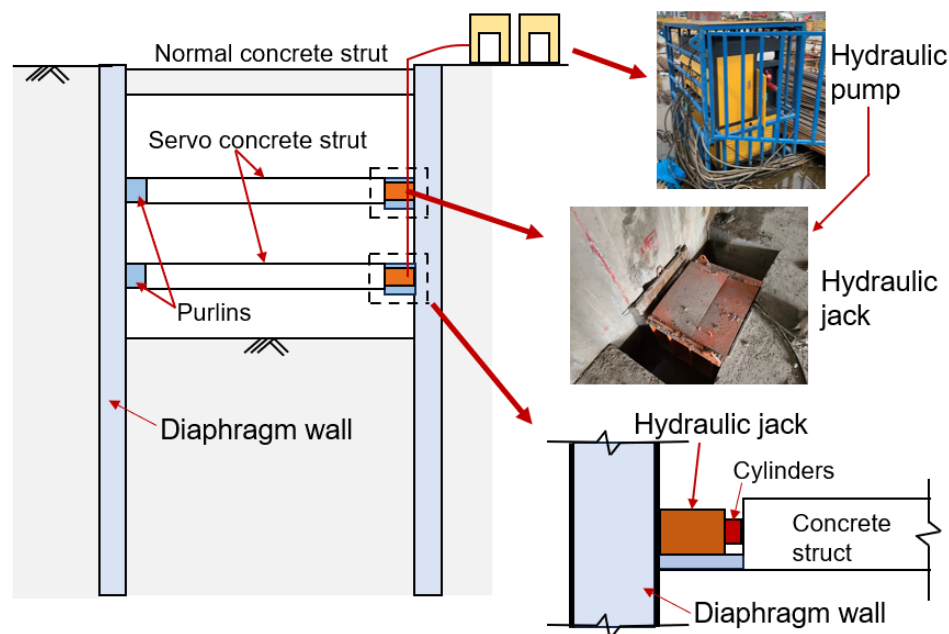 Normal concrete strut
Servo concrete strut
Purlins
Diaphragm wall
Hydraulic
pump
Hydraulic
jack
Hydraulic jack
Cylinders
Concrete
struct
Diaphragm wall